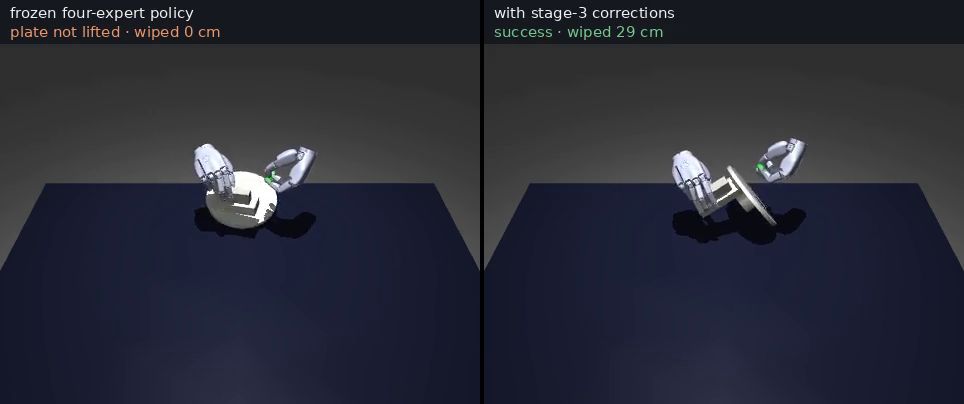 frozen four-expert policy
plate not lifted · wiped 0 cm
with stage-3 corrections
success · wiped 29 cm